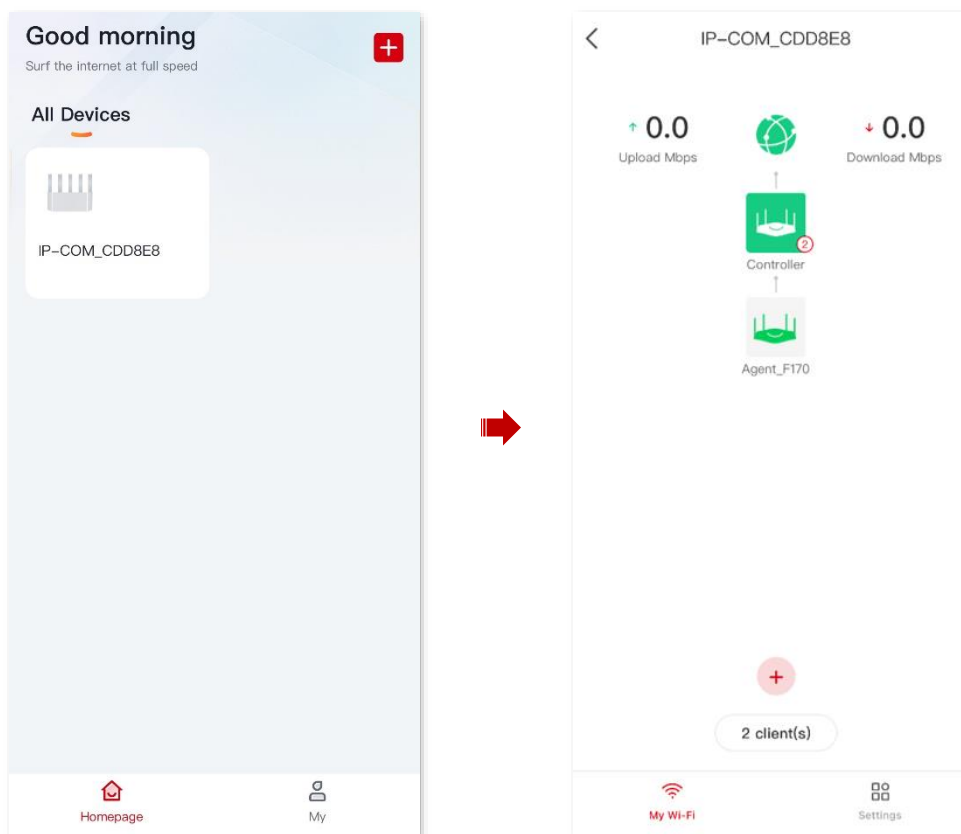 Good morning
Surf the internet at full speed
All Devices
IP-COM_CDD8E8
Homepage
My
IP-COM_CDD8E8
0.0
Upload Mbps
0.0
Download Mbps
2
Controller
Agent_F170
2 client(s)
My Wi-Fi
Settings